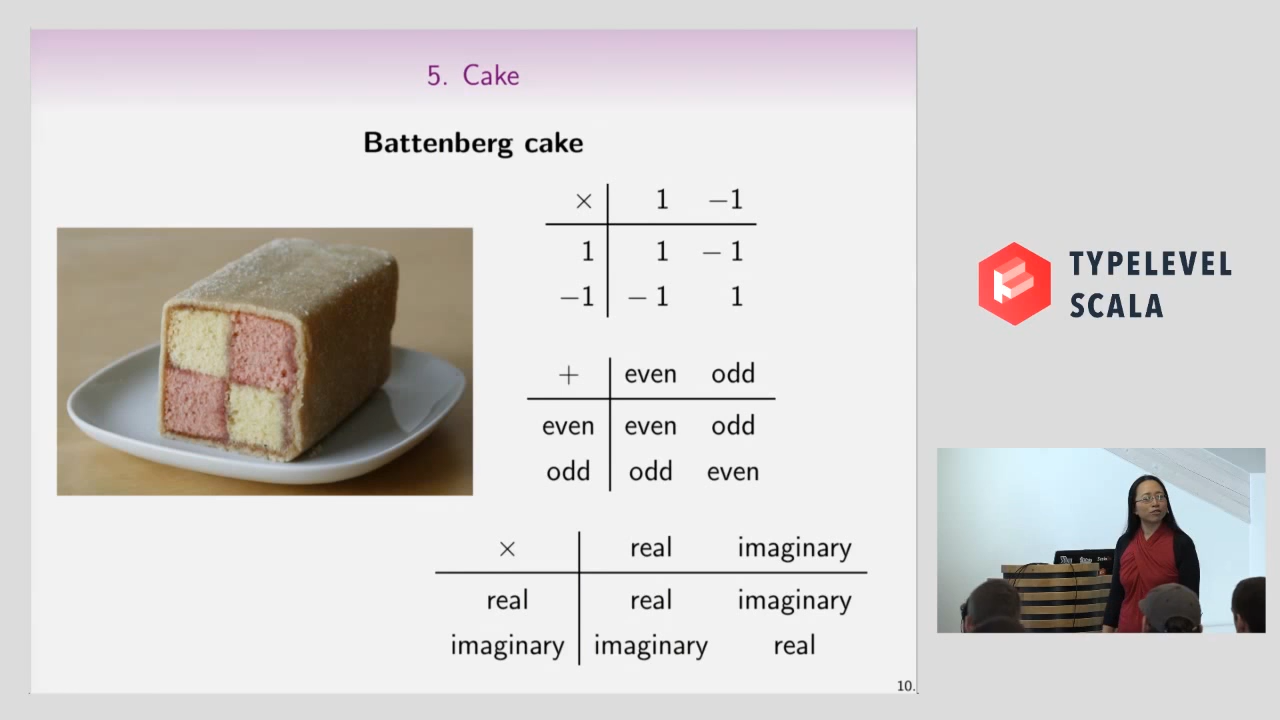 5. Cake
Battenberg cake
× 1 −1
1 1 −1
−1 −1 1
+ even odd
even even odd
odd odd even
× real imaginary
real real imaginary
imaginary imaginary real
10.
TYPELEVEL
SCALA